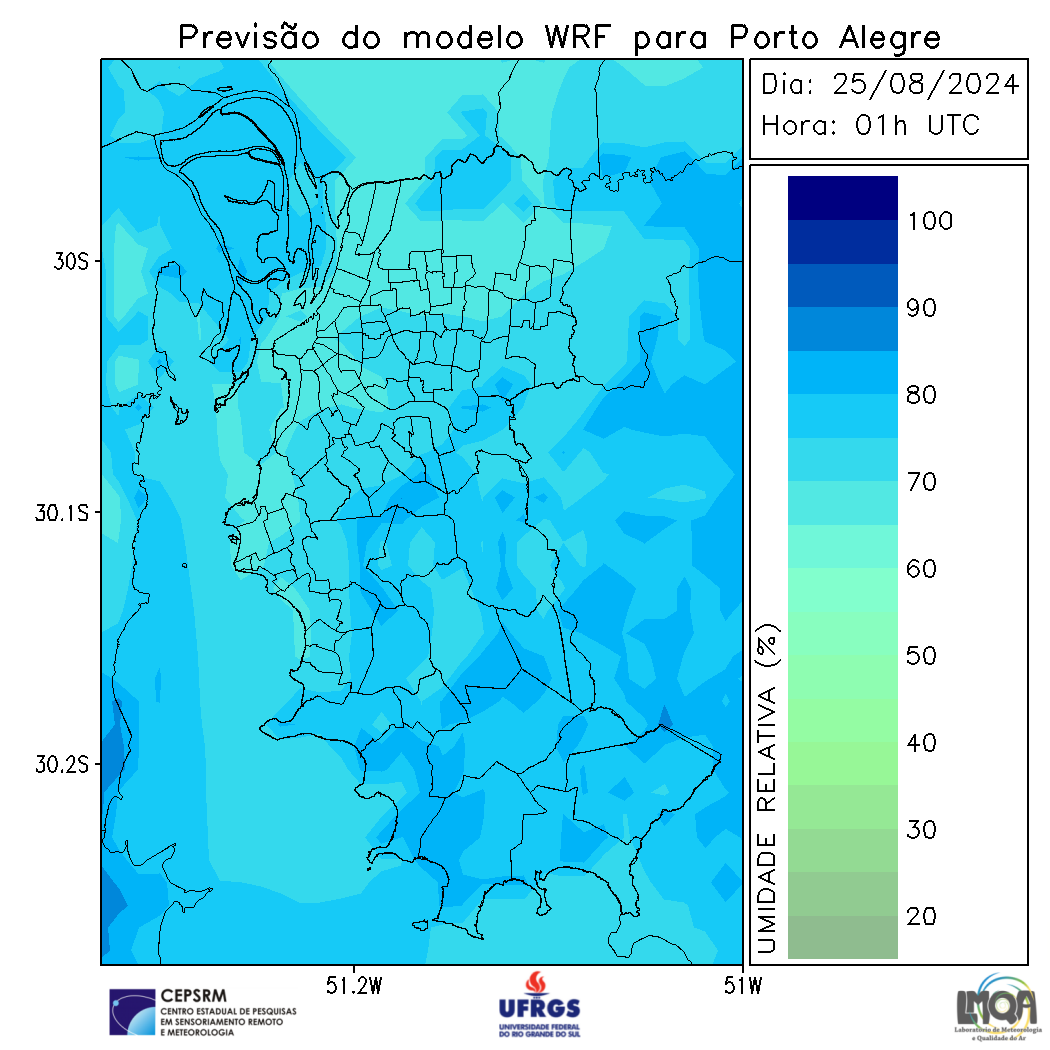 Previsão do modelo WRF para Porto Alegre
Dia: 25/08/2024
Hora: 01h UTC
100
90
80
70
60
50
40
30
20
UMIDADE RELATIVA (%)
30S
30.1S
30.2S
51.2W
51W
CEPSRM
CENTRO ESTADUAL DE PESQUISAS
EM SENSORIAMENTO REMOTO
E METEOROLOGIA
UFRGS
UNIVERSIDADE FEDERAL
DO RIO GRANDE DO SUL
LMQA
Laboratório de Meteorologia
e Qualidade do Ar